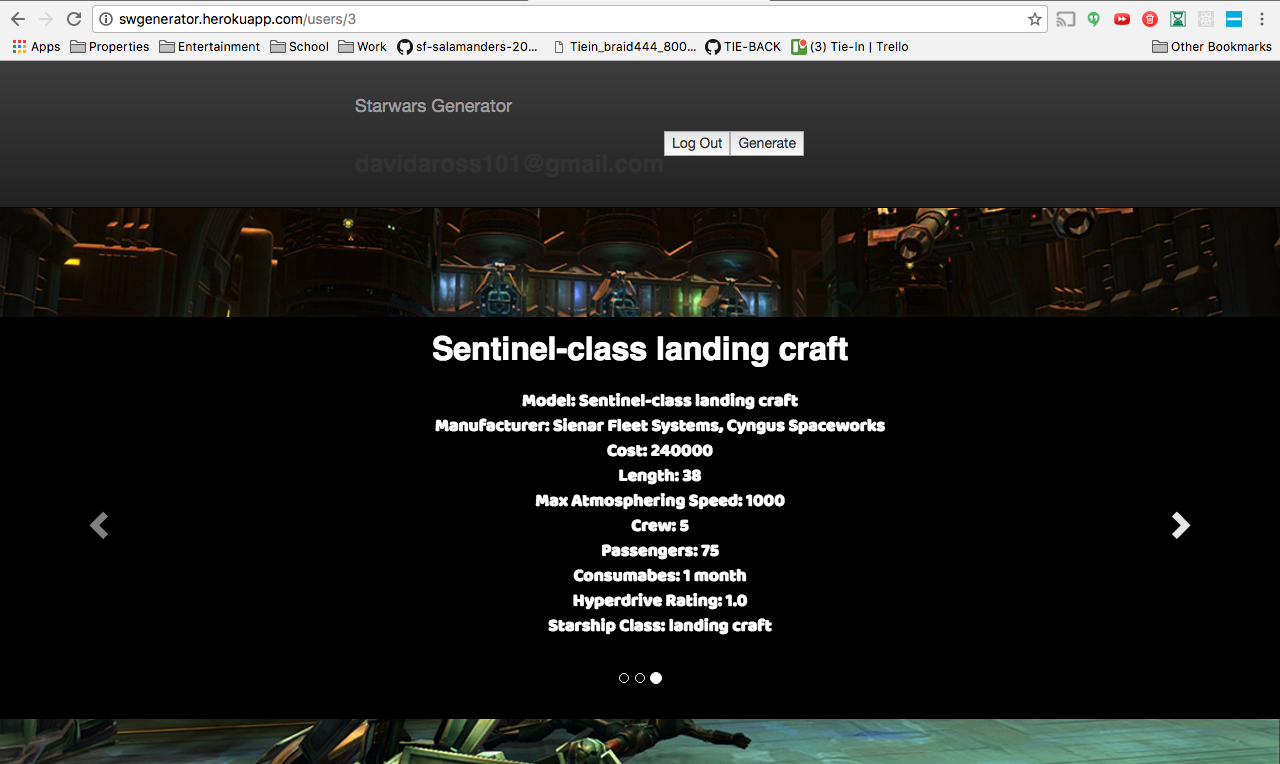 swgenerator.herokuapp.com/users/3
Apps Properties Entertainment School Work sf-salamanders-20... Tiein_braid444_800... TIE-BACK (3) Tie-In | Trello Other Bookmarks
Starwars Generator
Log Out Generate
davidaross101@gmail.com
Sentinel-class landing craft
Model: Sentinel-class landing craft
Manufacturer: Sienar Fleet Systems, Cyngus Spaceworks
Cost: 240000
Length: 38
Max Atmosphering Speed: 1000
Crew: 5
Passengers: 75
Consumabes: 1 month
Hyperdrive Rating: 1.0
Starship Class: landing craft